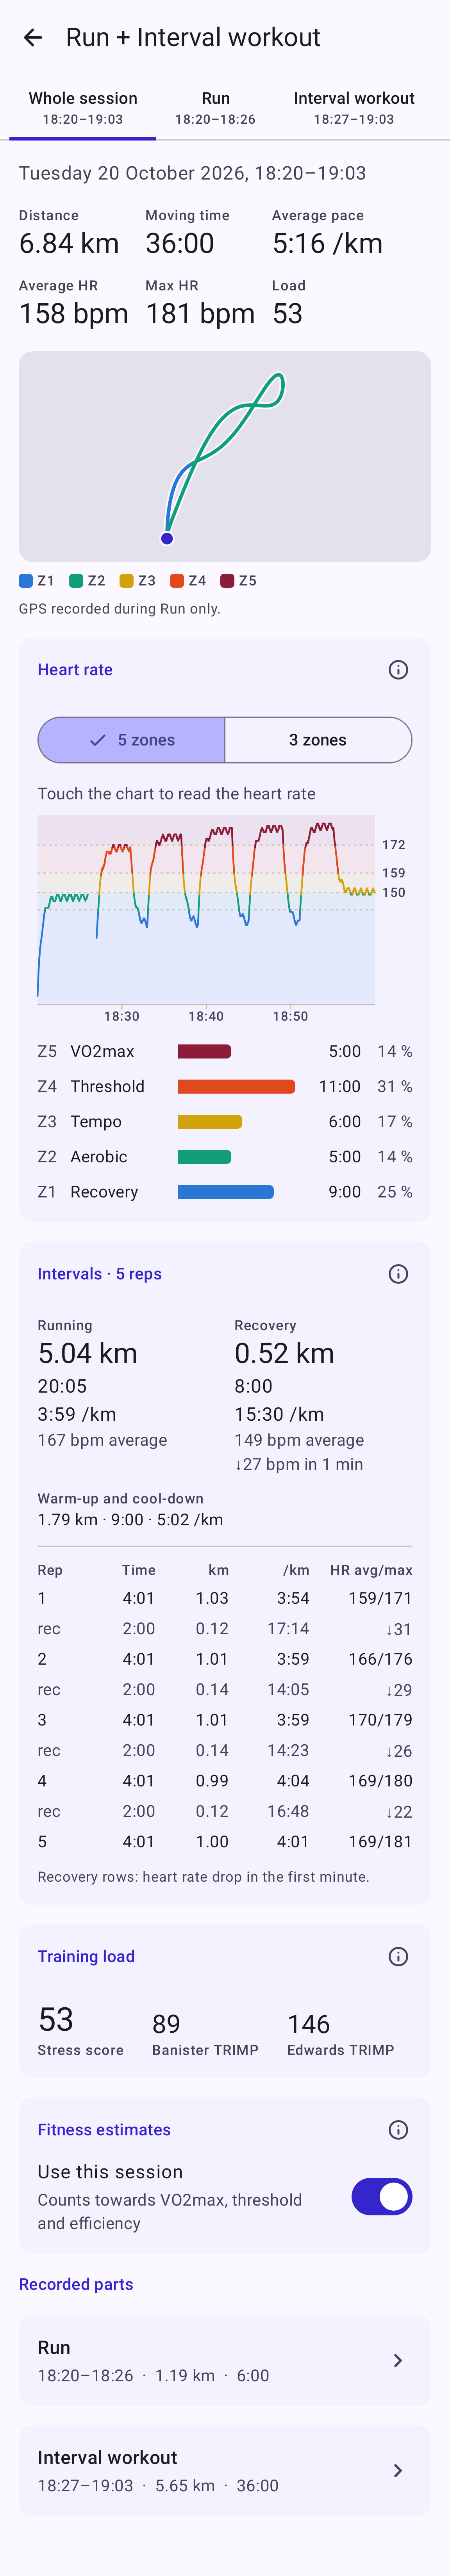 Run + Interval workout
Whole session
18:20–19:03
Run
18:20–18:26
Interval workout
18:27–19:03
Tuesday 20 October 2026, 18:20–19:03
Distance
6.84 km
Moving time
36:00
Average pace
5:16 /km
Average HR
158 bpm
Max HR
181 bpm
Load
53
Z1 Z2 Z3 Z4 Z5
GPS recorded during Run only.
Heart rate
5 zones
3 zones
Touch the chart to read the heart rate
172
159
150
18:30 18:40 18:50
Z5 VO2max 5:00 14 %
Z4 Threshold 11:00 31 %
Z3 Tempo 6:00 17 %
Z2 Aerobic 5:00 14 %
Z1 Recovery 9:00 25 %
Intervals · 5 reps
Running
5.04 km
20:05
3:59 /km
167 bpm average
Recovery
0.52 km
8:00
15:30 /km
149 bpm average
↓27 bpm in 1 min
Warm-up and cool-down
1.79 km · 9:00 · 5:02 /km
Rep Time km /km HR avg/max
1 4:01 1.03 3:54 159/171
rec 2:00 0.12 17:14 ↓31
2 4:01 1.01 3:59 166/176
rec 2:00 0.14 14:05 ↓29
3 4:01 1.01 3:59 170/179
rec 2:00 0.14 14:23 ↓26
4 4:01 0.99 4:04 169/180
rec 2:00 0.12 16:48 ↓22
5 4:01 1.00 4:01 169/181
Recovery rows: heart rate drop in the first minute.
Training load
53
Stress score
89
Banister TRIMP
146
Edwards TRIMP
Fitness estimates
Use this session
Counts towards VO2max, threshold
and efficiency
Recorded parts
Run
18:20–18:26 · 1.19 km · 6:00
Interval workout
18:27–19:03 · 5.65 km · 36:00